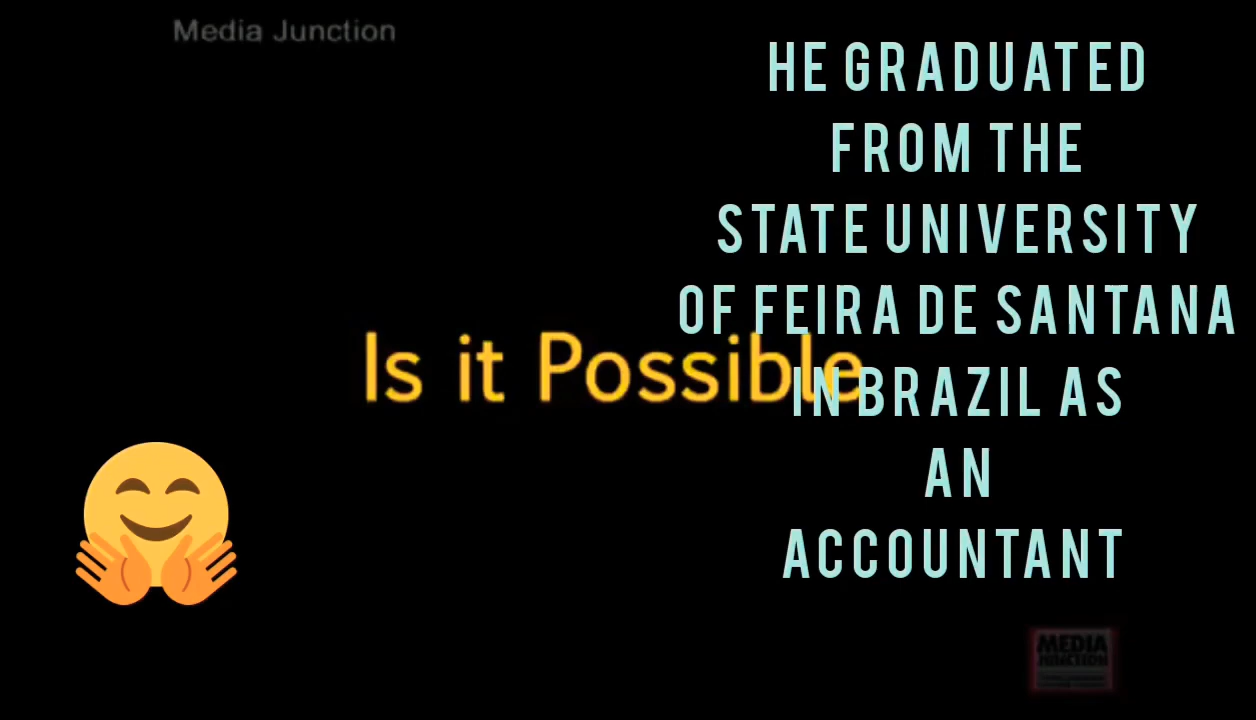 Media Junction
HE GRADUATED
FROM THE
STATE UNIVERSITY
OF FEIRA DE SANTANA
Is it Possible
IN BRAZIL AS
AN
ACCOUNTANT
MEDIA
JUNCTION